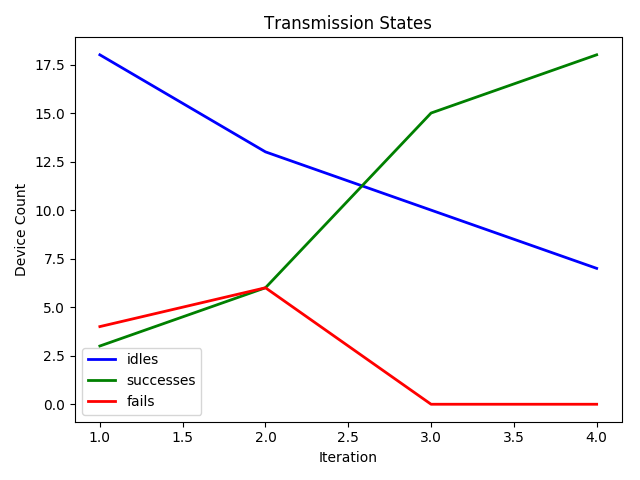 Transmission States
17.5
15.0
12.5
10.0
7.5
5.0
2.5
0.0
Device Count
idles
successes
fails
1.0 1.5 2.0 2.5 3.0 3.5 4.0
Iteration